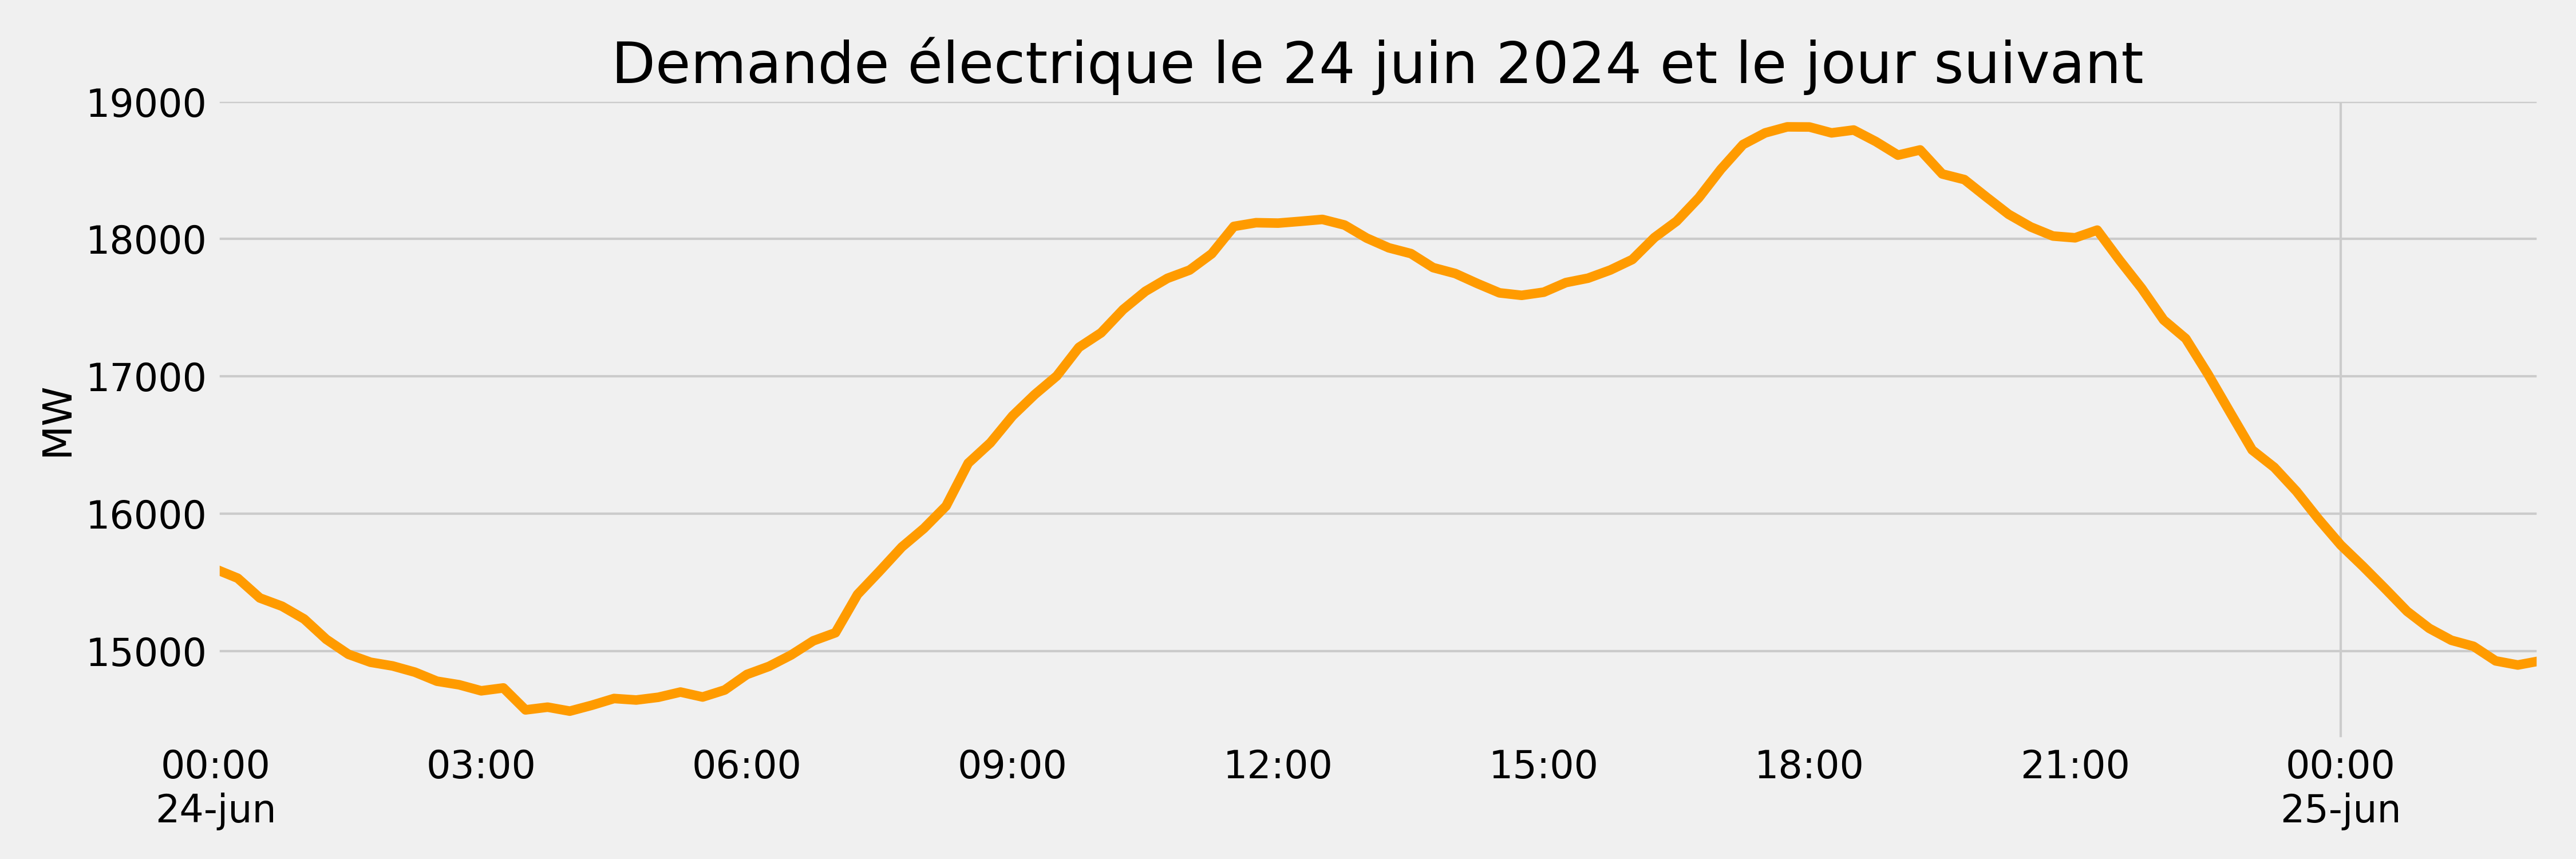 Demande électrique le 24 juin 2024 et le jour suivant
19000
18000
17000
16000
15000
MW
00:00 03:00 06:00 09:00 12:00 15:00 18:00 21:00 00:00
24-jun 25-jun